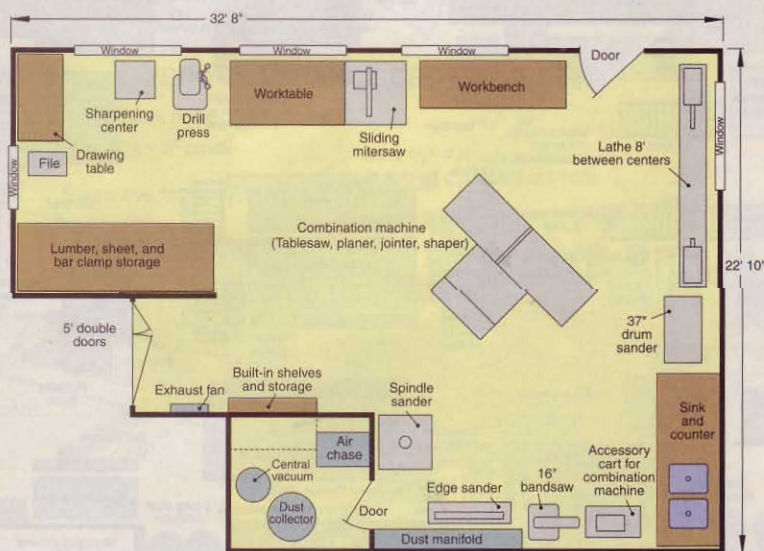 32' 8"
Window
Window
Window
Door
Sharpening
center
Drill
press
Worktable
Sliding
mitersaw
Workbench
Lathe 8'
between centers
Window
Window
File
Drawing
table
Combination machine
(Tablesaw, planer, jointer, shaper)
Lumber, sheet, and
bar clamp storage
22' 10"
5' double
doors
37"
drum
sander
Exhaust fan
Built-in shelves
and storage
Spindle
sander
Sink
and
counter
Air
chase
Central
vacuum
Dust
collector
Door
Edge sander
16"
bandsaw
Accessory
cart for
combination
machine
Dust manifold